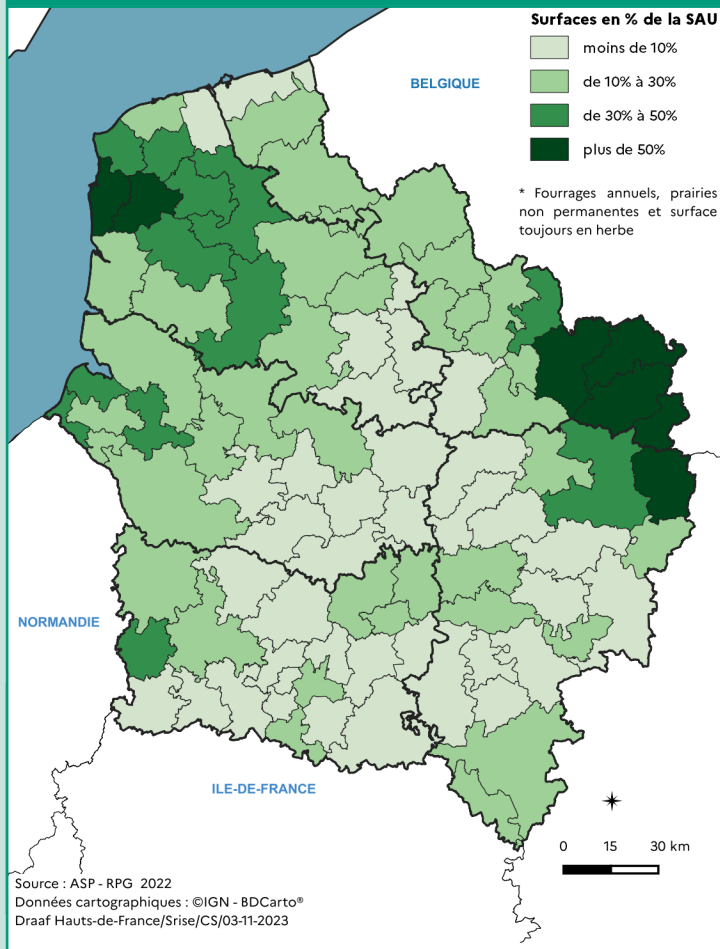 Surfaces en % de la SAU
moins de 10%
de 10% à 30%
de 30% à 50%
plus de 50%
* Fourrages annuels, prairies
non permanentes et surface
toujours en herbe
BELGIQUE
NORMANDIE
ILE-DE-FRANCE
0 15 30 km
Source : ASP - RPG 2022
Données cartographiques : ©IGN - BDCarto®
Draaf Hauts-de-France/Srise/CS/03-11-2023